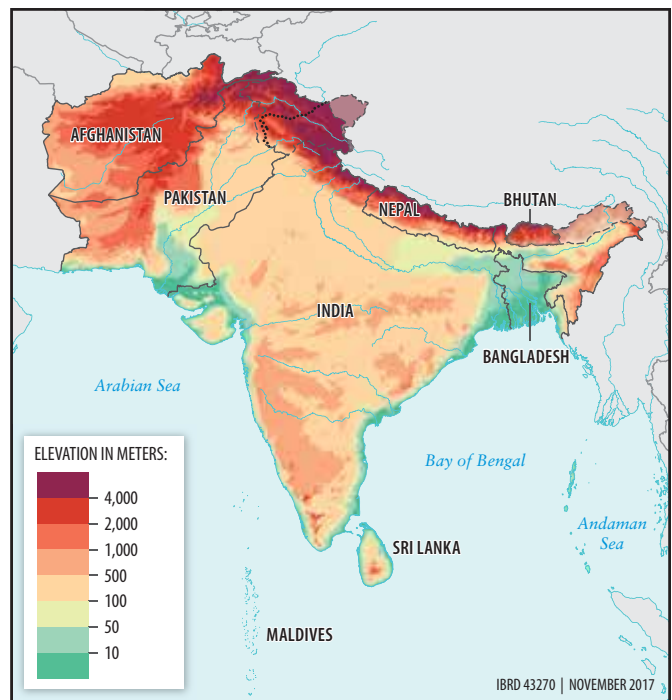 AFGHANISTAN
PAKISTAN
NEPAL
BHUTAN
INDIA
BANGLADESH
Arabian Sea
Bay of Bengal
Andaman
Sea
SRI LANKA
MALDIVES
ELEVATION IN METERS:
4,000
2,000
1,000
500
100
50
10
IBRD 43270 | NOVEMBER 2017